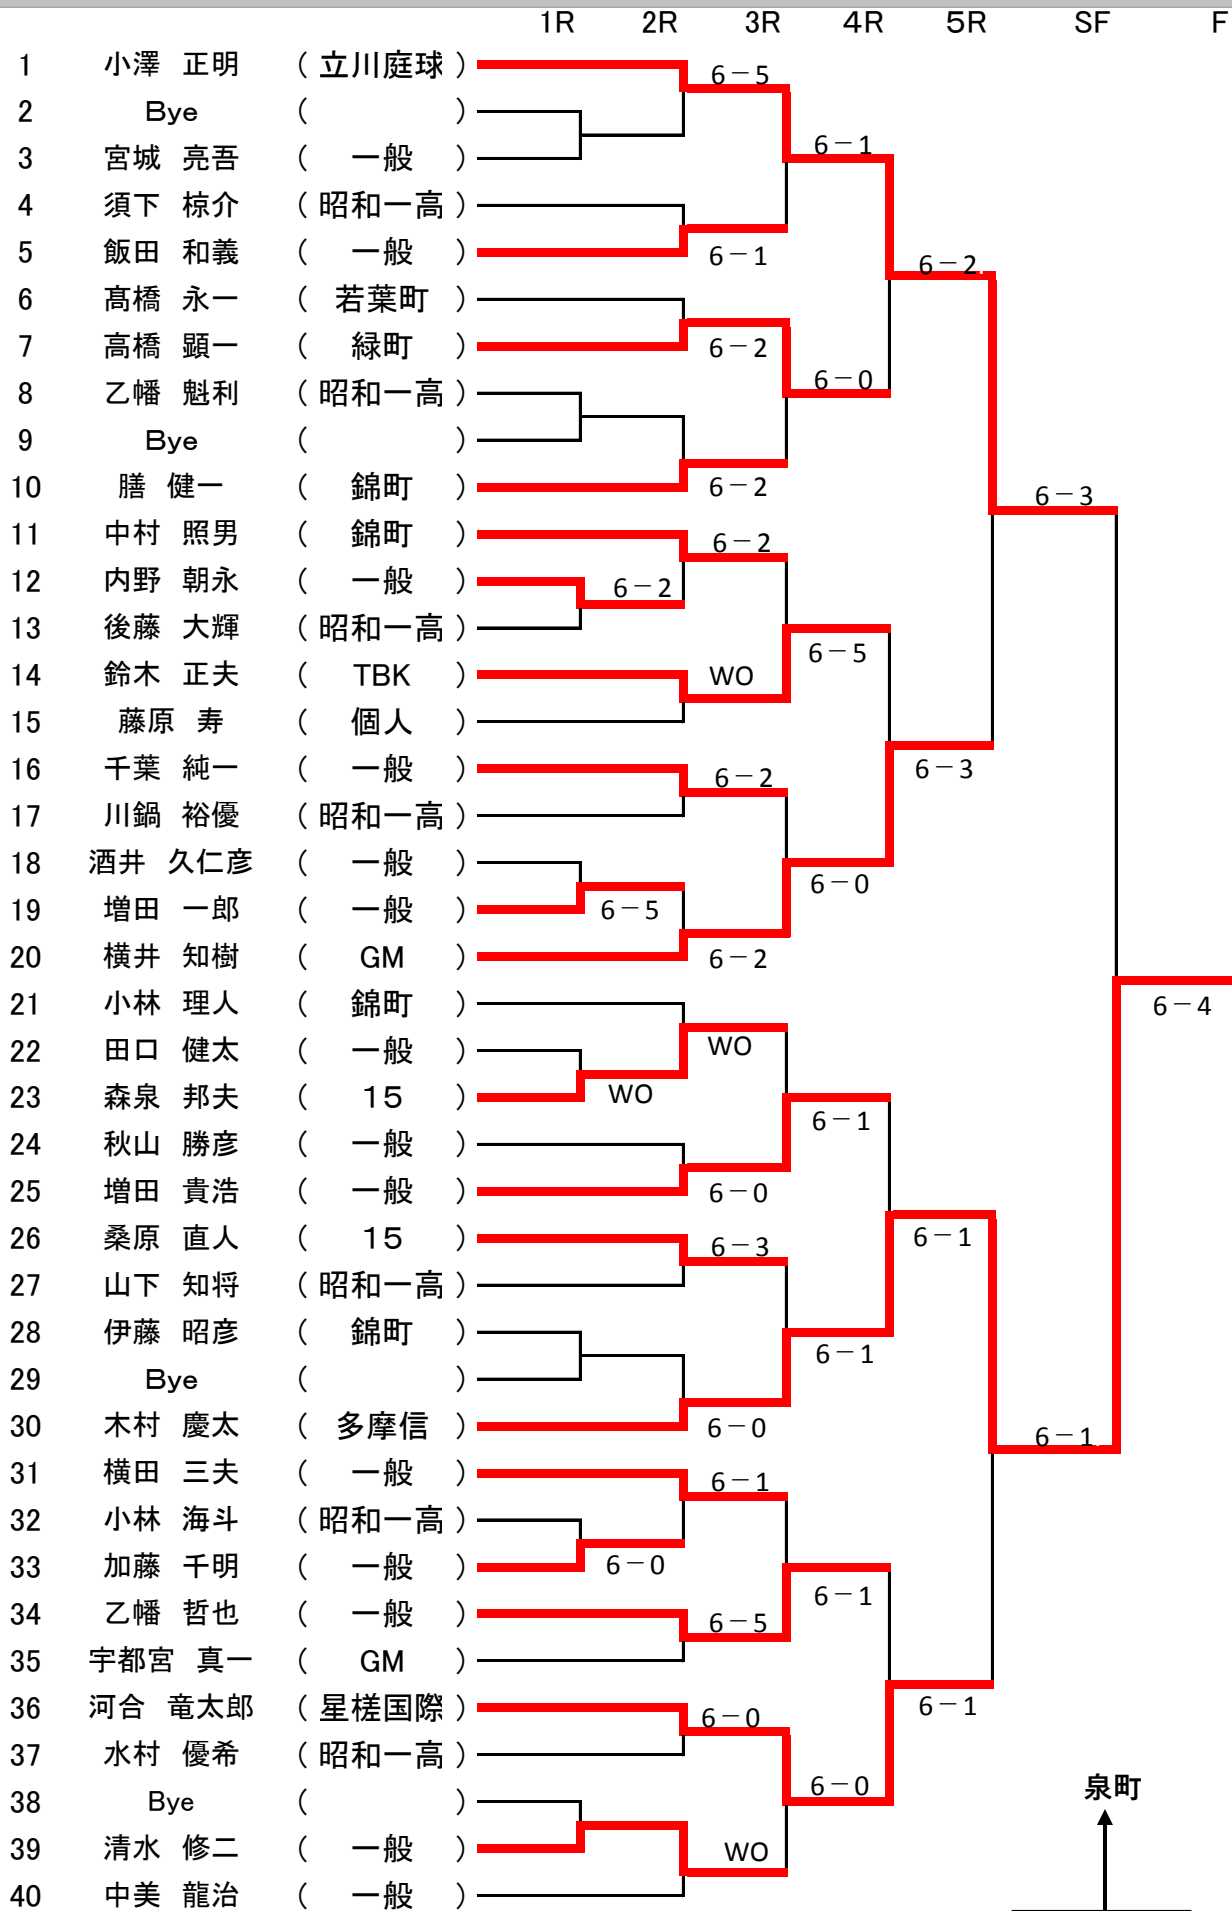 1R 2R 3R 4R 5R SF F
1 小澤 正明 ( 立川庭球 )
6－5
2 Bye ( )
3 宮城 亮吾 ( 一般 )
6－1
4 須下 椋介 ( 昭和一高 )
5 飯田 和義 ( 一般 )
6－1
6－2
6 髙橋 永一 ( 若葉町 )
7 高橋 顕一 ( 緑町 )
6－2
8 乙幡 魁利 ( 昭和一高 )
6－0
9 Bye ( )
10 膳 健一 ( 錦町 )
6－2
6－3
11 中村 照男 ( 錦町 )
6－2
12 内野 朝永 ( 一般 )
6－2
13 後藤 大輝 ( 昭和一高 )
6－5
14 鈴木 正夫 ( TBK )
WO
15 藤原 寿 ( 個人 )
16 千葉 純一 ( 一般 )
6－2
6－3
17 川鍋 裕優 ( 昭和一高 )
18 酒井 久仁彦 ( 一般 )
6－0
19 増田 一郎 ( 一般 )
6－5
20 横井 知樹 ( GM )
6－2
21 小林 理人 ( 錦町 )
6－4
22 田口 健太 ( 一般 )
WO
23 森泉 邦夫 ( 15 )
WO
6－1
24 秋山 勝彦 ( 一般 )
25 増田 貴浩 ( 一般 )
6－0
26 桑原 直人 ( 15 )
6－3
6－1
27 山下 知将 ( 昭和一高 )
28 伊藤 昭彦 ( 錦町 )
6－1
29 Bye ( )
30 木村 慶太 ( 多摩信 )
6－0
6－1
31 横田 三夫 ( 一般 )
6－1
32 小林 海斗 ( 昭和一高 )
33 加藤 千明 ( 一般 )
6－0
6－1
34 乙幡 哲也 ( 一般 )
6－5
35 宇都宮 真一 ( GM )
36 河合 竜太郎 ( 星槎国際 )
6－0
6－1
37 水村 優希 ( 昭和一高 )
6－0
泉町
38 Bye ( )
39 清水 修二 ( 一般 )
WO
40 中美 龍治 ( 一般 )